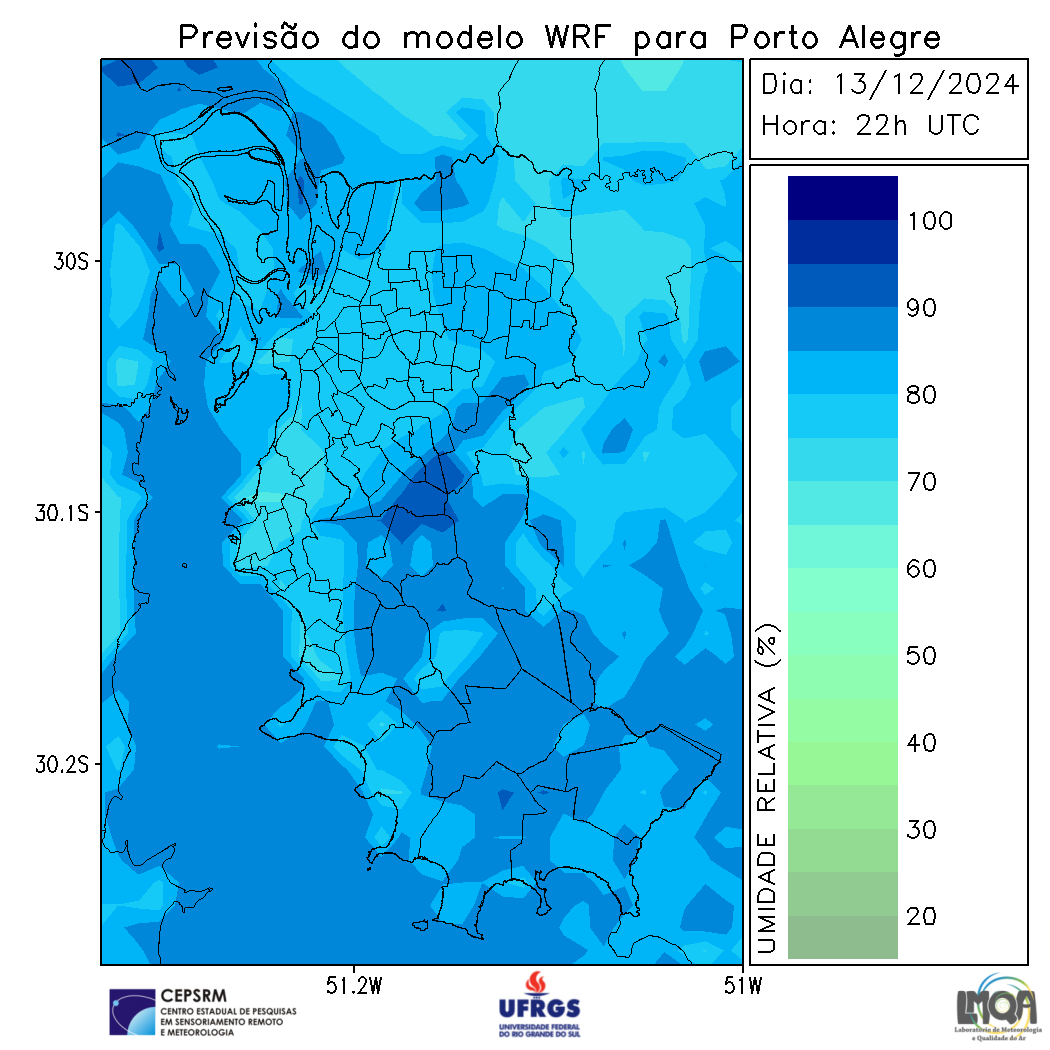 Previsão do modelo WRF para Porto Alegre
Dia: 13/12/2024
Hora: 22h UTC
30S
30.1S
30.2S
51.2W
51W
UMIDADE RELATIVA (%)
100
90
80
70
60
50
40
30
20
CEPSRM
CENTRO ESTADUAL DE PESQUISAS
EM SENSORIAMENTO REMOTO
E METEOROLOGIA
UFRGS
UNIVERSIDADE FEDERAL
DO RIO GRANDE DO SUL
LMQA
Laboratório de Meteorologia
e Qualidade do Ar